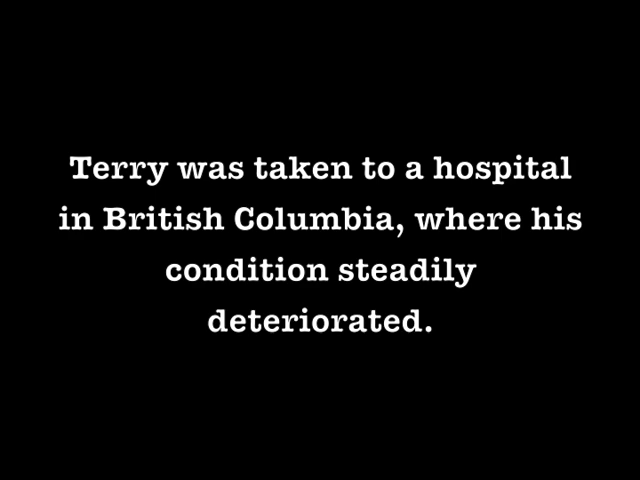 Terry was taken to a hospital
in British Columbia, where his
condition steadily
deteriorated.